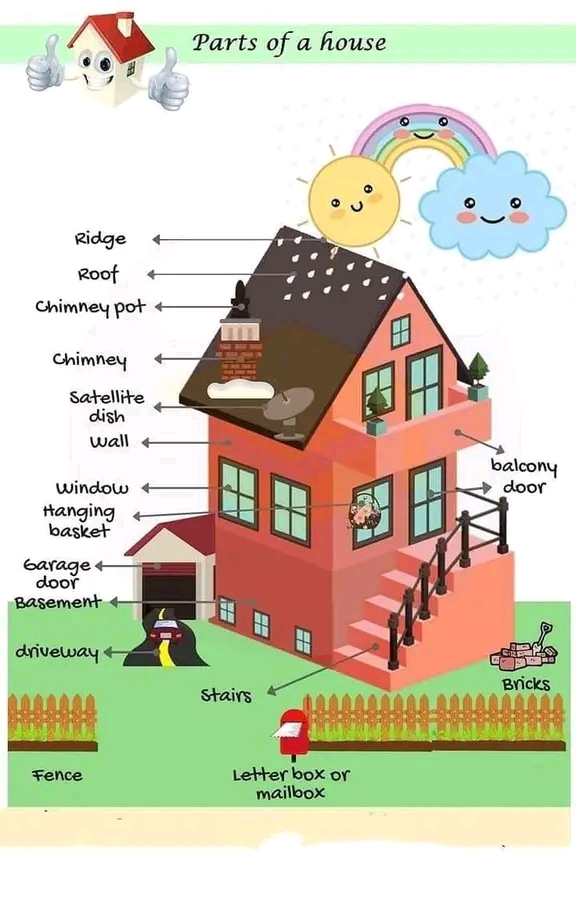 Parts of a house
Ridge
Roof
Chimney pot
Chimney
Satellite
dish
Wall
Window
Hanging
basket
Garage
door
Basement
driveway
balcony
door
Stairs
Bricks
Fence
Letter box or
mailbox